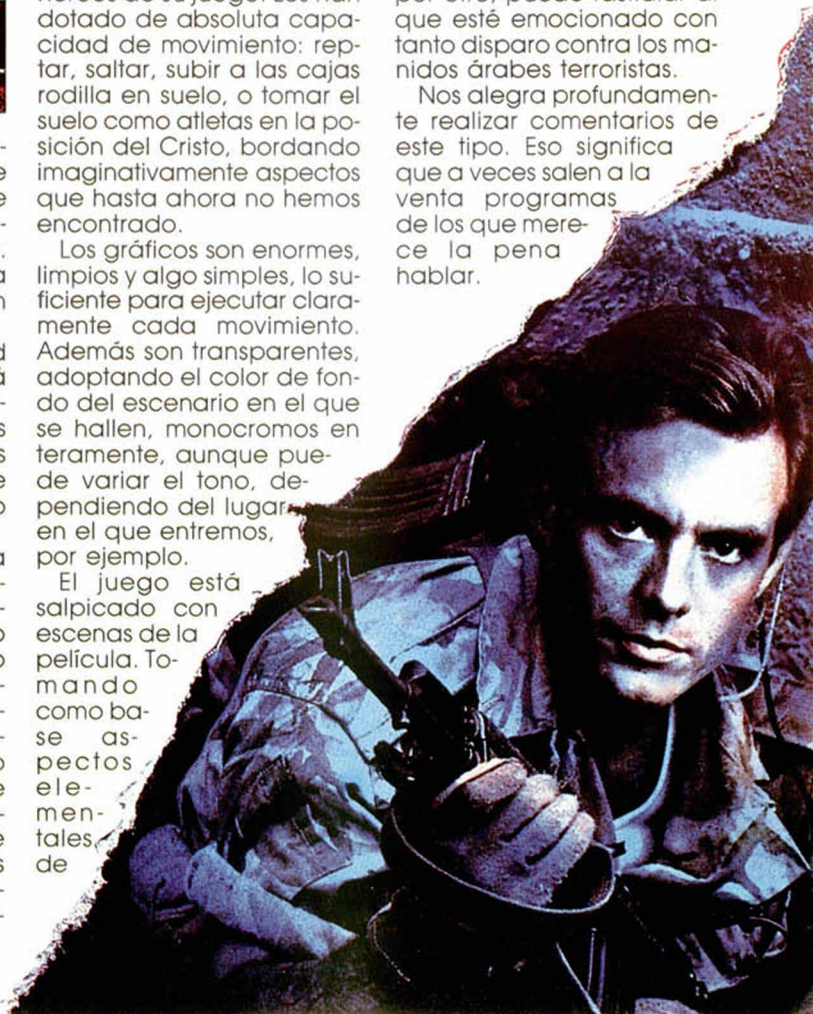 dotado de absoluta capa-
cidad de movimiento: rep-
tar, saltar, subir a las cajas
rodilla en suelo, o tomar el
suelo como atletas en la po-
sición del Cristo, bordando
imaginativamente aspectos
que hasta ahora no hemos
encontrado.
Los gráficos son enormes,
limpios y algo simples, lo su-
ficiente para ejecutar clara-
mente cada movimiento.
Además son transparentes,
adoptando el color de fon-
do del escenario en el que
se hallen, monocromos en
teramente, aunque pue-
de variar el tono, de-
pendiendo del lugar
en el que entremos,
por ejemplo.
El juego está
salpicado con
escenas de la
película. To-
mando
como ba-
se as-
pectos
ele-
men-
tales
de
que esté emocionado con
tanto disparo contra los ma-
nidos árabes terroristas.
Nos alegra profundamen-
te realizar comentarios de
este tipo. Eso significa
que a veces salen a la
venta programas
de los que mere-
ce la pena
hablar.